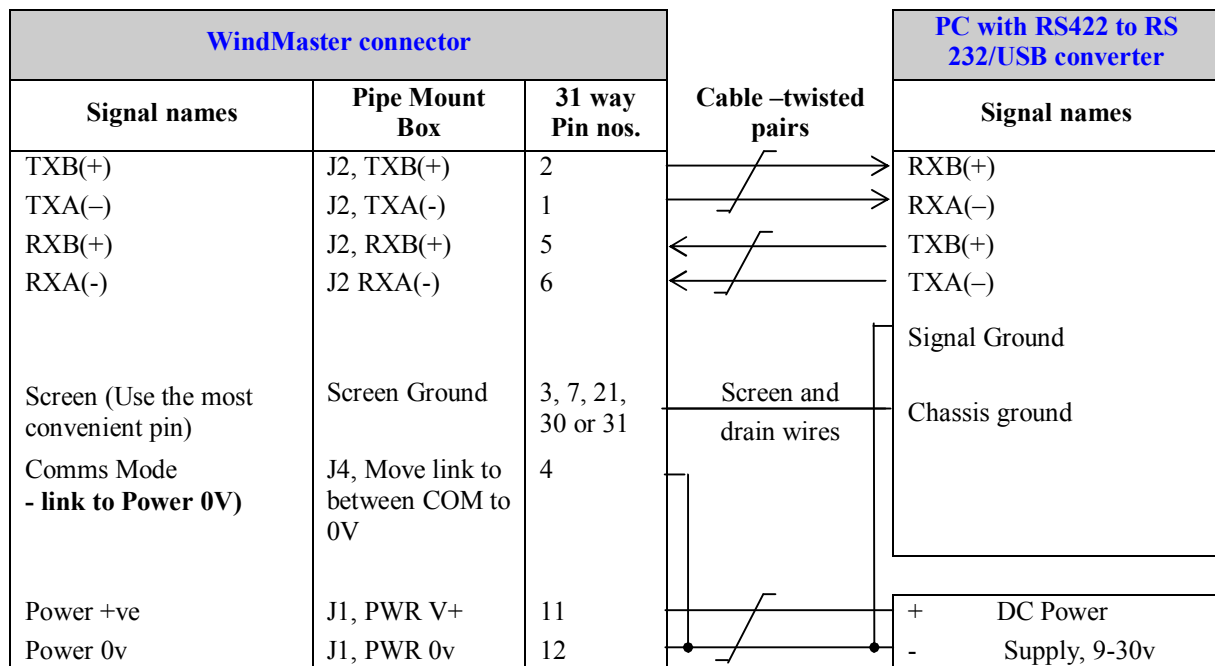 WindMaster connector
PC with RS422 to RS
232/USB converter
Signal names
Pipe Mount
Box
31 way
Pin nos.
Cable –twisted
pairs
Signal names
TXB(+) J2, TXB(+) 2 RXB(+)
TXA(–) J2, TXA(-) 1 RXA(–)
RXB(+) J2, RXB(+) 5 TXB(+)
RXA(-) J2 RXA(-) 6 TXA(–)
Signal Ground
Screen (Use the most
convenient pin)
Screen Ground
3, 7, 21,
30 or 31
Screen and
drain wires
Chassis ground
Comms Mode
- link to Power 0V)
J4, Move link to
between COM to
0V
4
Power +ve J1, PWR V+ 11 + DC Power
Power 0v J1, PWR 0v 12 - Supply, 9-30v